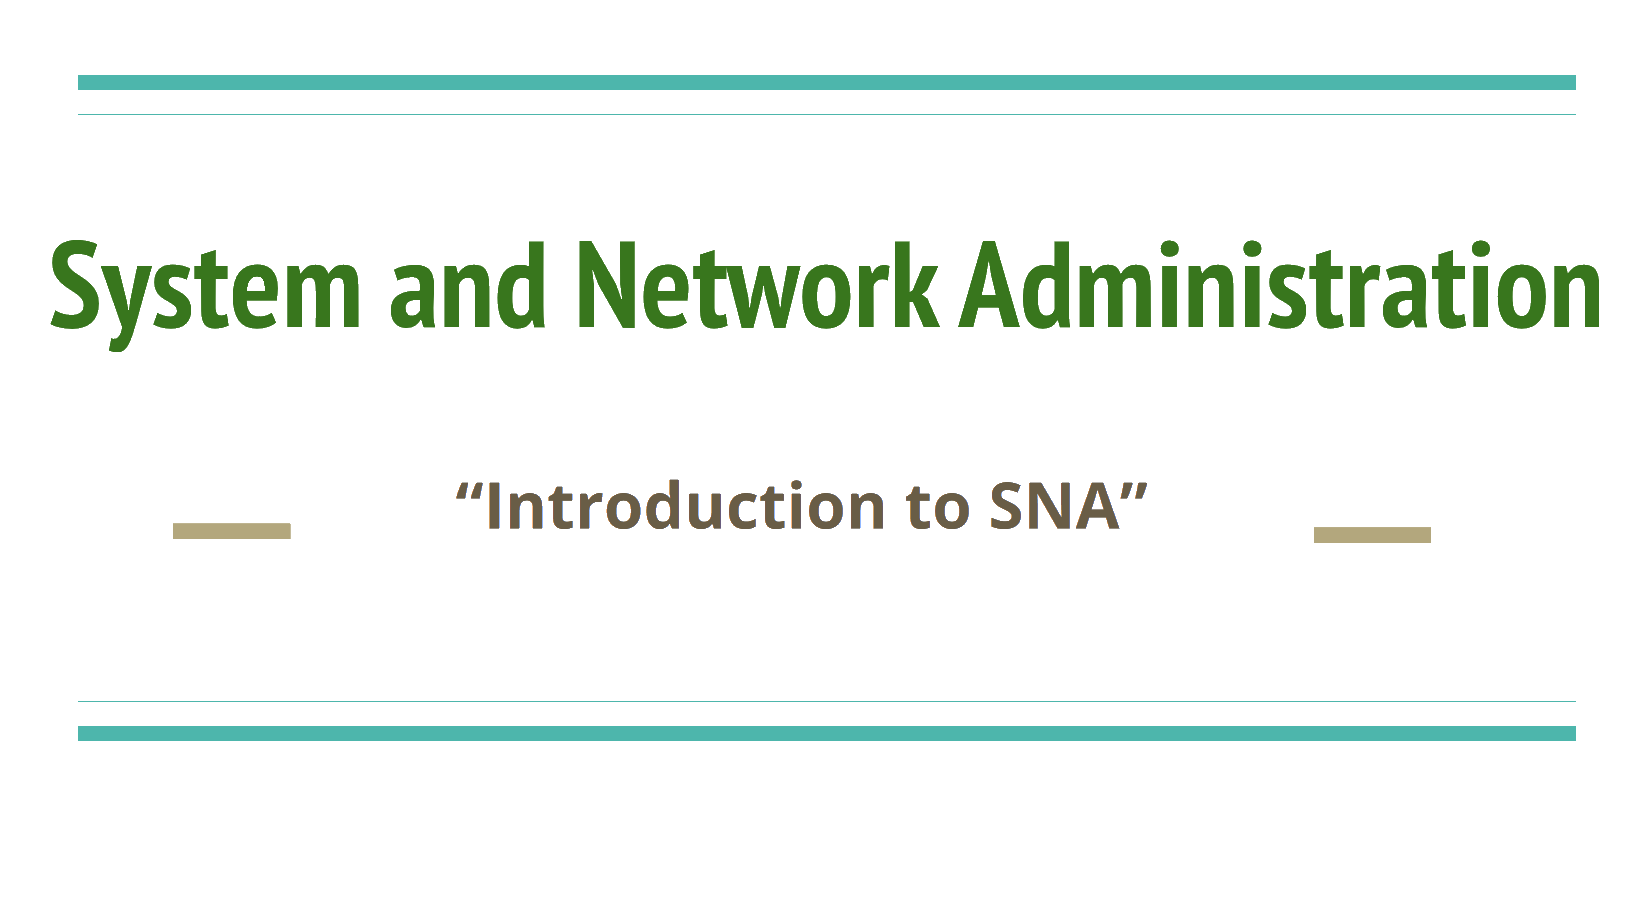 System and Network Administration
“Introduction to SNA”